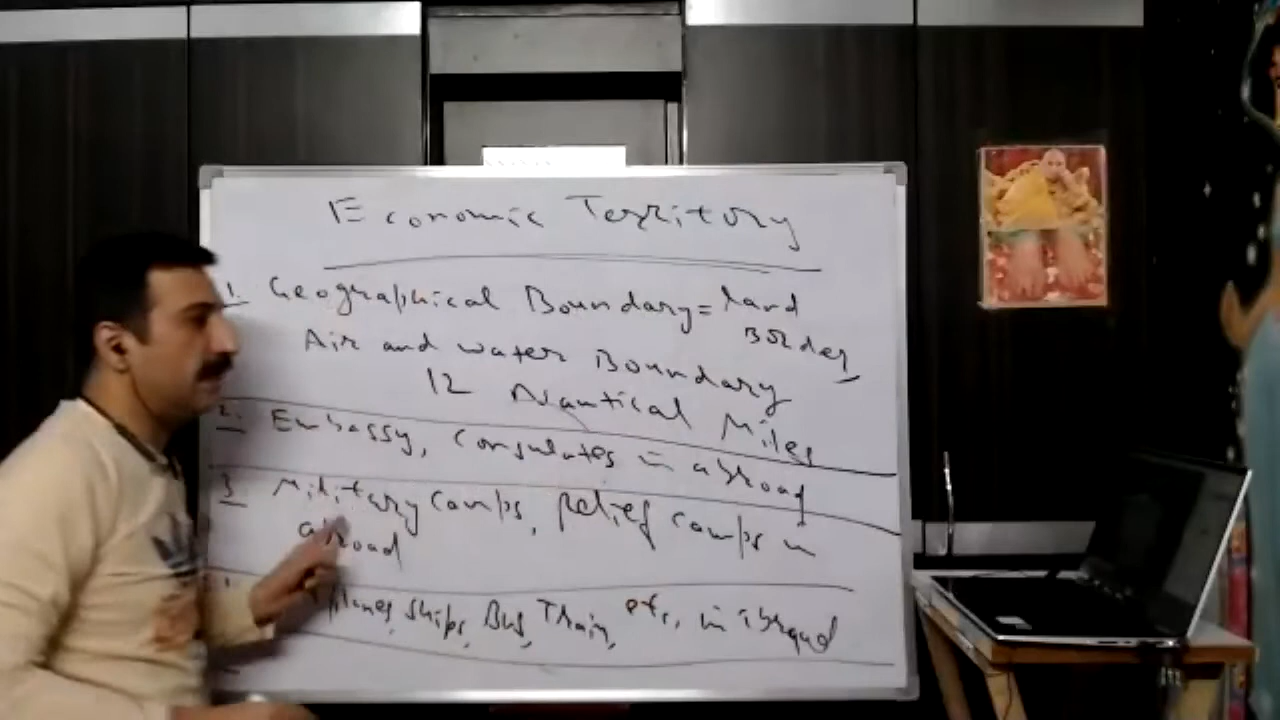 Economic Territory
1. Geographical Boundary = land
Border
Air and water Boundary
12 Nautical Miles
2. Embassy, Consulates in abroad
3 Military Camps, Relief Camps in
abroad
planes, ships, Bus, Train, etc, in abroad